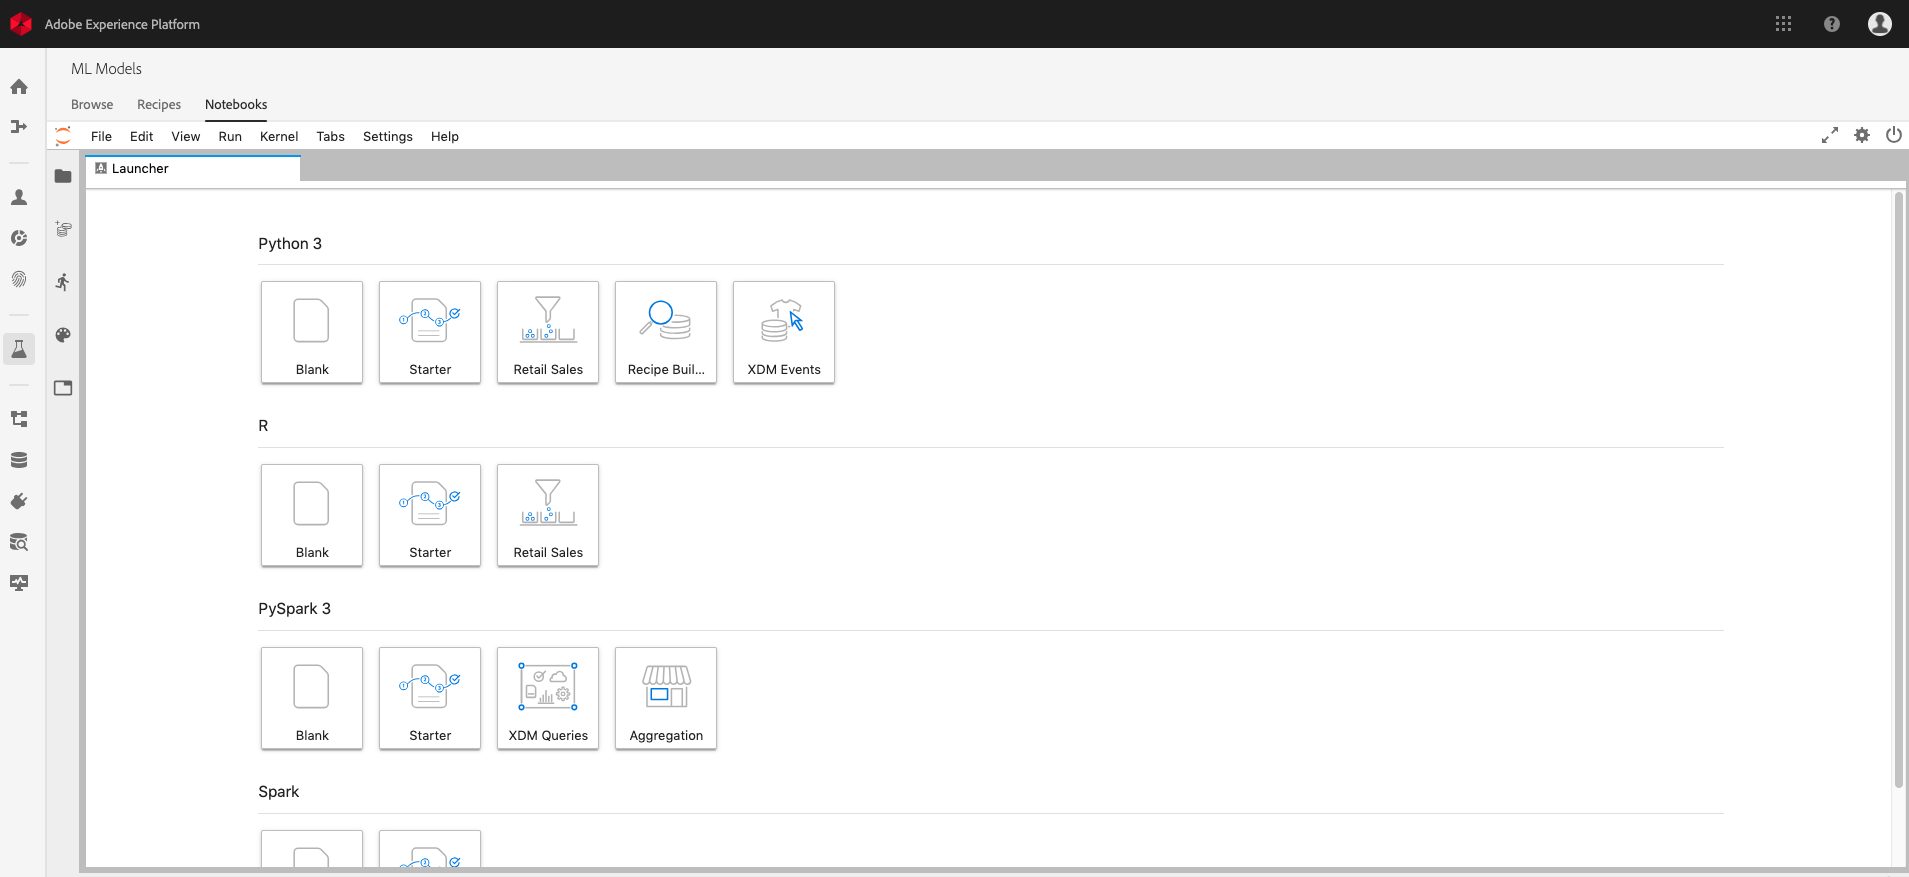 Adobe Experience Platform
ML Models
Browse Recipes Notebooks
File Edit View Run Kernel Tabs Settings Help
Launcher
Python 3
Blank Starter Retail Sales Recipe Buil... XDM Events
R
Blank Starter Retail Sales
PySpark 3
Blank Starter XDM Queries Aggregation
Spark